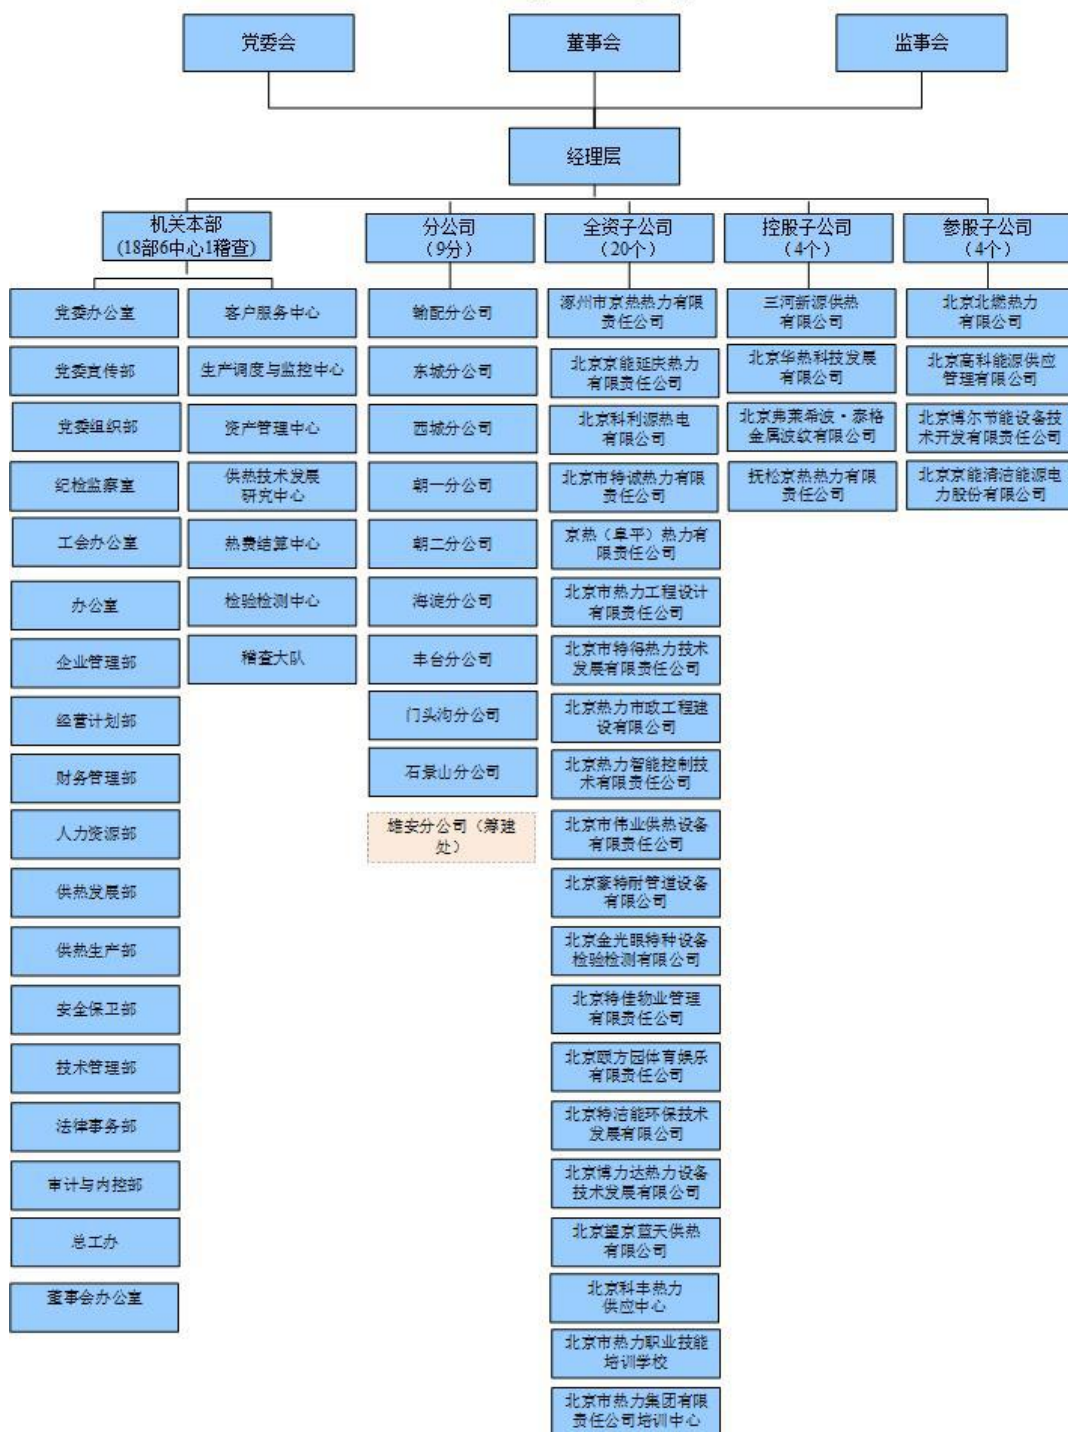 党委会
董事会
监事会
经理层
机关本部
(18部6中心1稽查)
分公司
(9分)
全资子公司
(20个)
控股子公司
(4个)
参股子公司
(4个)
党委办公室
党委宣传部
党委组织部
纪检监察室
工会办公室
办公室
企业管理部
经营计划部
财务管理部
人力资源部
供热发展部
供热生产部
安全保卫部
技术管理部
法律事务部
审计与内控部
总工办
董事会办公室
客户服务中心
生产调度与监控中心
资产管理中心
供热技术发展
研究中心
热费结算中心
检验检测中心
稽查大队
输配分公司
东城分公司
西城分公司
朝一分公司
朝二分公司
海淀分公司
丰台分公司
门头沟分公司
石景山分公司
雄安分公司（筹建
处）
涿州市京热热力有限
责任公司
北京京能延庆热力
有限责任公司
北京科利源热电
有限公司
北京市特诚热力有限
责任公司
京热（阜平）热力有
限责任公司
北京市热力工程设计
有限责任公司
北京市特得热力技术
发展有限责任公司
北京热力市政工程建
设有限公司
北京热力智能控制技
术有限责任公司
北京市伟业供热设备
有限责任公司
北京豪特耐管道设备
有限公司
北京金光眼特种设备
检验检测有限公司
北京特佳物业管理
有限责任公司
北京颐方园体育娱乐
有限责任公司
北京特洁能环保技术
发展有限公司
北京博力达热力设备
技术发展有限公司
北京望京蓝天供热
有限公司
北京科丰热力
供应中心
北京市热力职业技能
培训学校
北京市热力集团有限
责任公司培训中心
三河新源供热
有限公司
北京华热科技发展
有限公司
北京弗莱希波·泰格
金属波纹有限公司
抚松京热热力有限
责任公司
北京北燃热力
有限公司
北京高科能源供应
管理有限公司
北京博尔节能设备技
术开发有限责任公司
北京京能清洁能源电
力股份有限公司